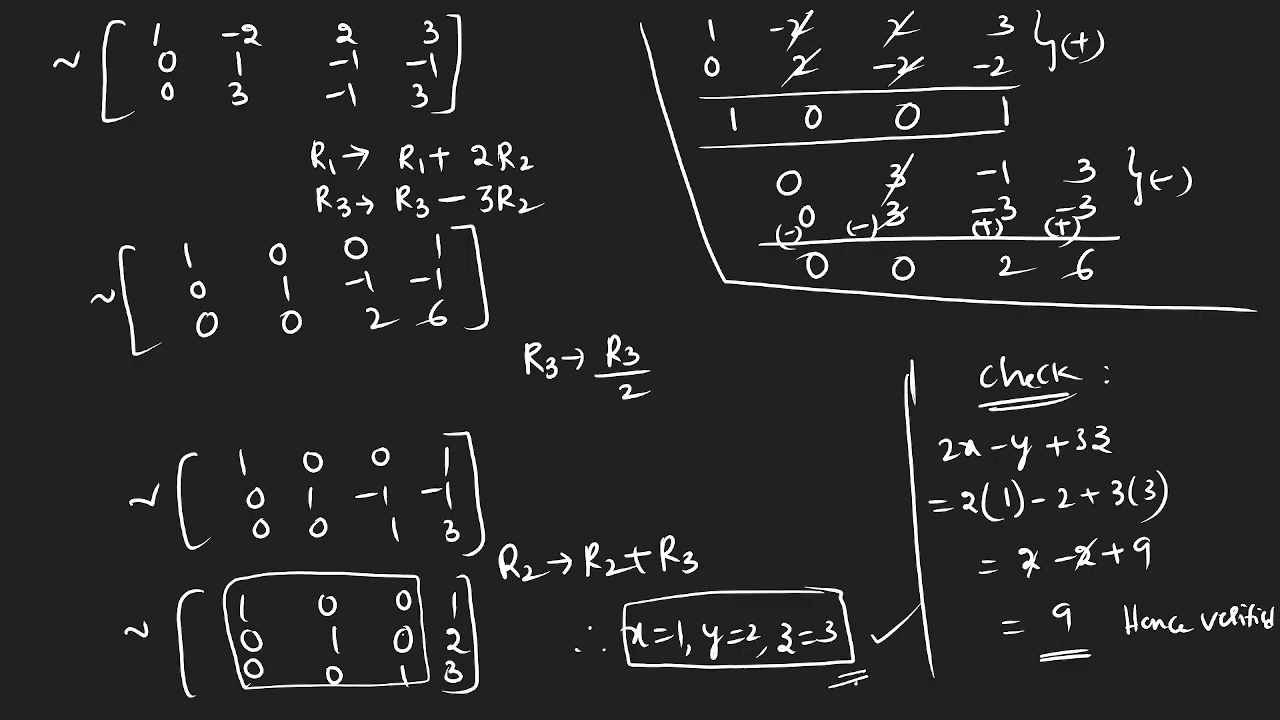 ~ [ 1 -2 2 3
0 1 -1 -1
0 3 -1 3 ]
R₁ → R₁ + 2R₂
R₃ → R₃ - 3R₂
~ [ 1 0 0 1
0 1 -1 -1
0 0 2 6 ]
R₃ → R₃/2
~ [ 1 0 0 1
0 1 -1 -1
0 0 1 3 ]
R₂ → R₂ + R₃
~ [ 1 0 0 1
0 1 0 2
0 0 1 3 ]
∴ x=1, y=2, z=3 ✓
1 -2 2 3
0 2 -2 -2 } (+)
1 0 0 1
0 3 -1 3
0 3 -3 -3 } (-)
(-) (-) (+) (+)
0 0 2 6
Check :
2x - y + 3z
= 2(1) - 2 + 3(3)
= 2 - 2 + 9
= 9 Hence verified